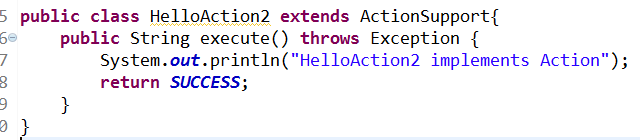 5 public class HelloAction2 extends ActionSupport{
6 public String execute() throws Exception {
7 System.out.println("HelloAction2 implements Action");
8 return SUCCESS;
9 }
0 }